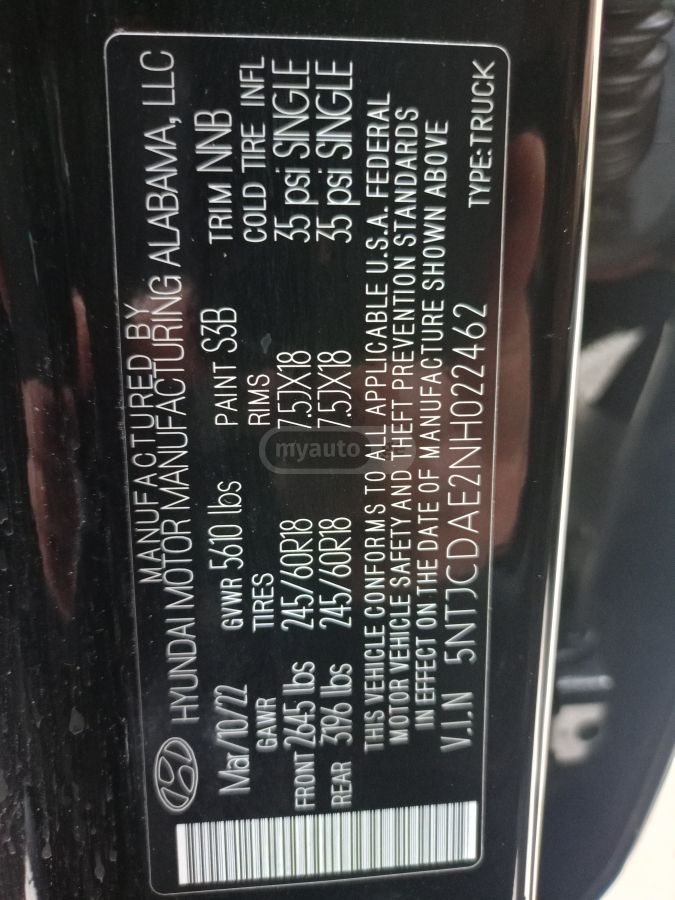 MANUFACTURED BY
HYUNDAI MOTOR MANUFACTURING ALABAMA, LLC
Mar/10/22 GVWR 5610 lbs PAINT S3B TRIM NNB
GAWR TIRES RIMS COLD TIRE INFL
FRONT 2645 lbs 245/60R18 7.5JX18 35 psi SINGLE
REAR 3196 lbs 245/60R18 7.5JX18 35 psi SINGLE
THIS VEHICLE CONFORMS TO ALL APPLICABLE U.S.A. FEDERAL
MOTOR VEHICLE SAFETY AND THEFT PREVENTION STANDARDS
IN EFFECT ON THE DATE OF MANUFACTURE SHOWN ABOVE
V.I.N 5NTJCDAE2NH022462
TYPE:TRUCK
myauto